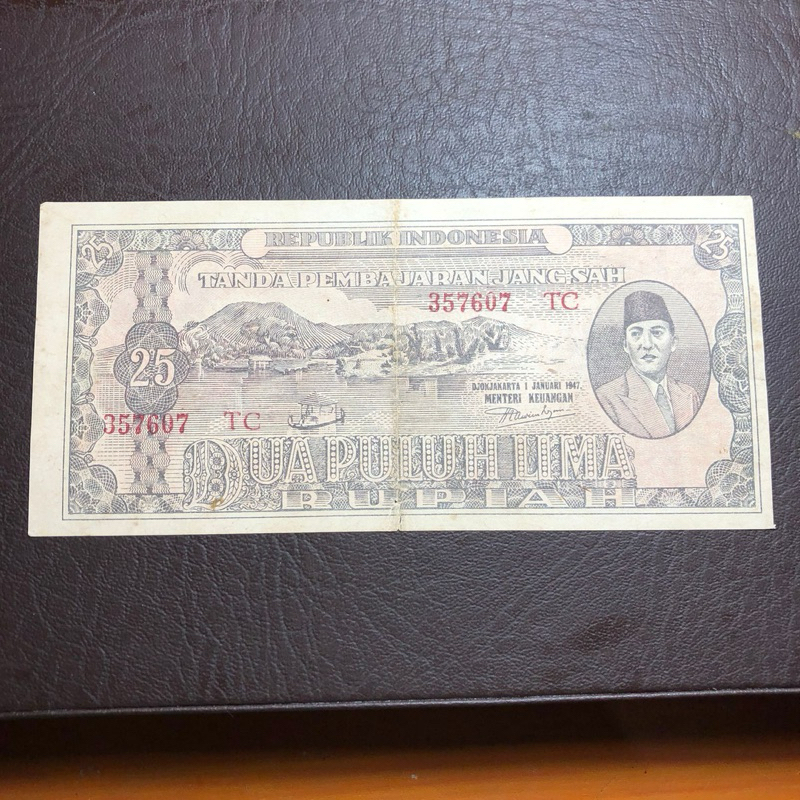 25
REPUBLIK INDONESIA
25
TANDA PEMBAJARAN JANG SAH
357607 TC
25
DJOKJAKARTA 1 JANUARI 1947
MENTERI KEUANGAN
357607 TC
DUA PULUH LIMA
RUPIAH